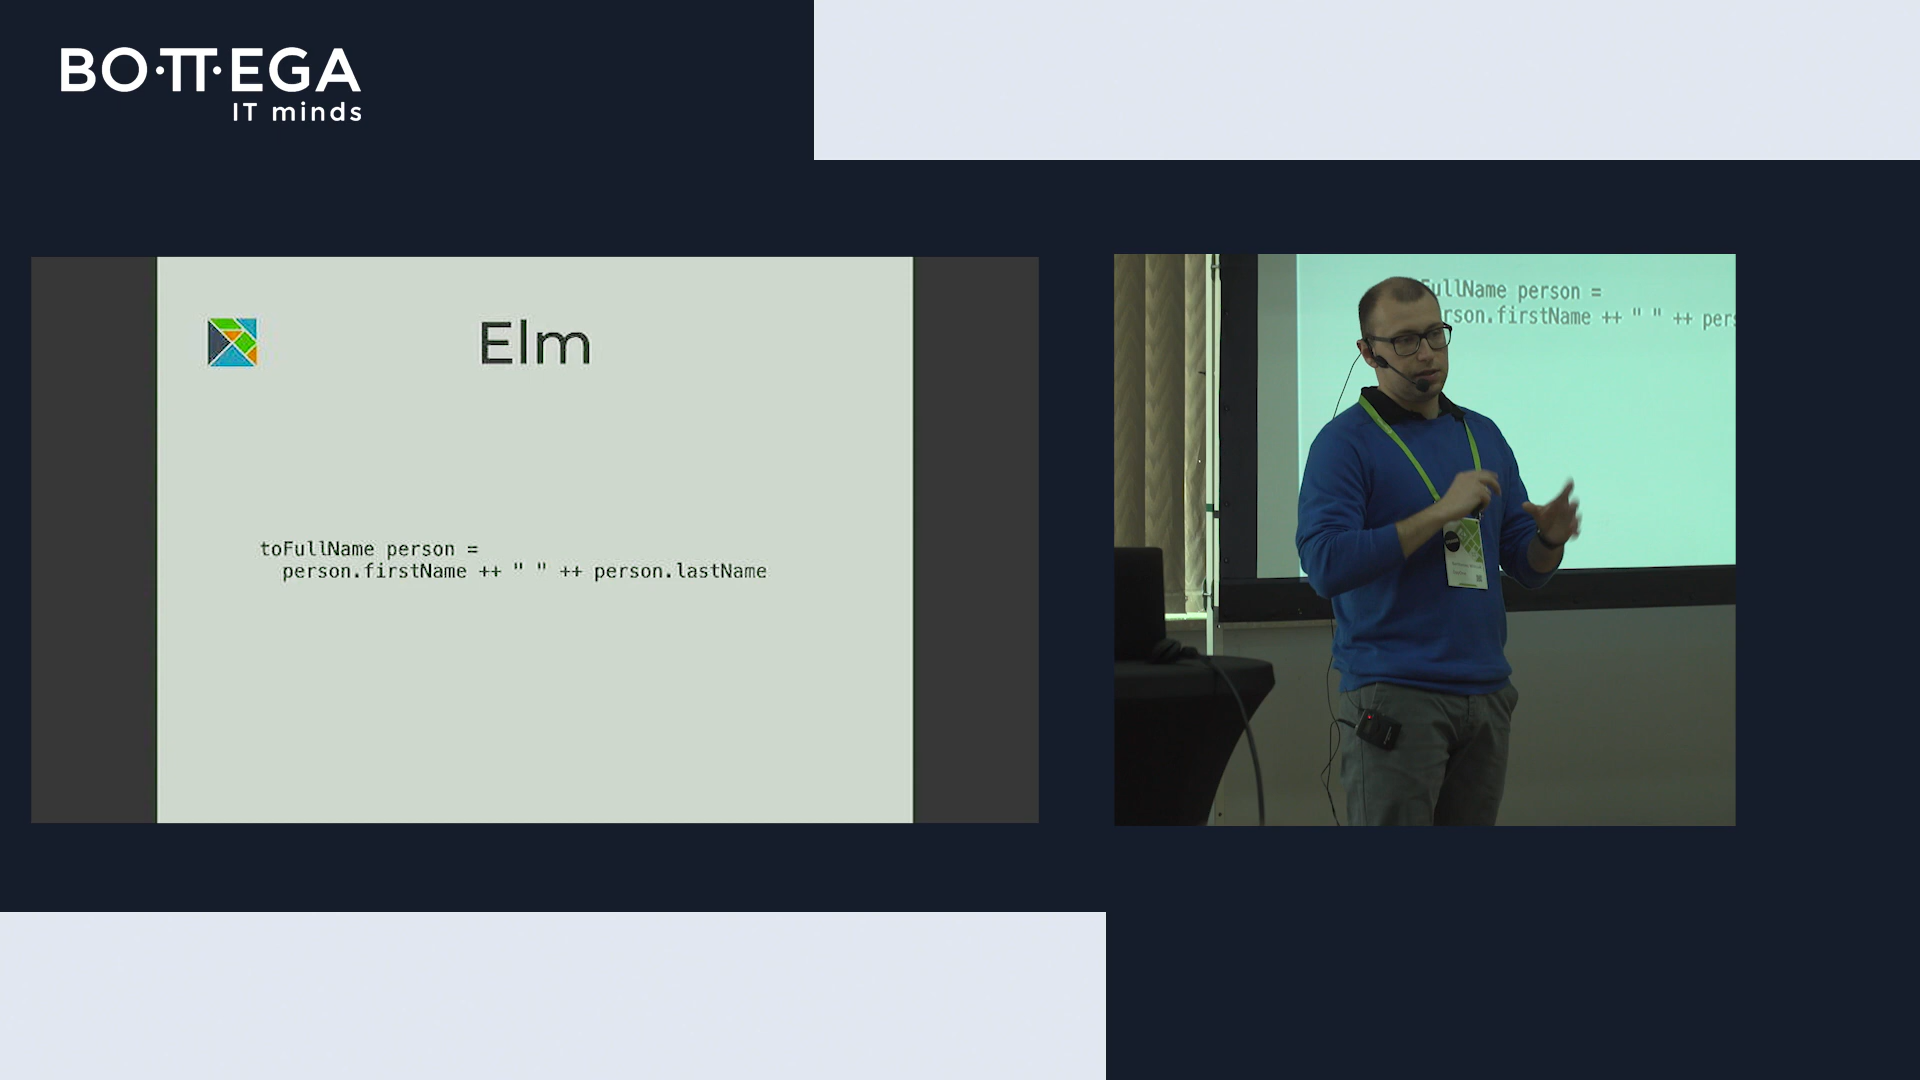 BO·TT·EGA
IT minds
Elm
toFullName person =
person.firstName ++ " " ++ person.lastName
FullName person =
rson.firstName ++ " " ++ pers